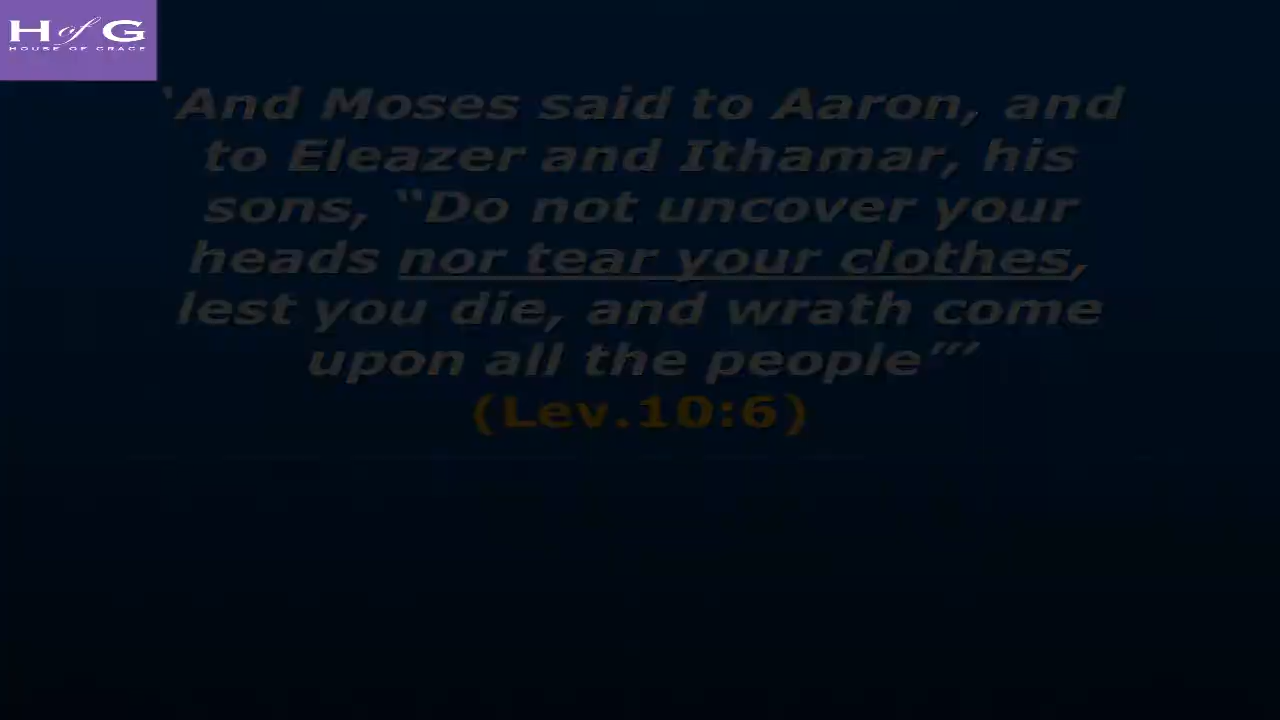 H of G
HOUSE OF GRACE
‘And Moses said to Aaron, and
to Eleazer and Ithamar, his
sons, “Do not uncover your
heads nor tear your clothes,
lest you die, and wrath come
upon all the people”’
(Lev.10:6)